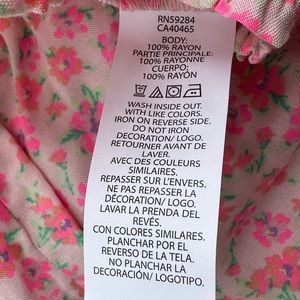 RN59284
CA40465
BODY:
100% RAYON
PARTIE PRINCIPALE:
100% RAYONNE
CUERPO:
100% RAYON
WASH INSIDE OUT.
WITH LIKE COLORS.
IRON ON REVERSE SIDE.
DO NOT IRON
DECORATION/ LOGO.
RETOURNER AVANT DE
LAVER.
AVEC DES COULEURS
SIMILAIRES.
REPASSER SUR L'ENVERS.
NE PAS REPASSER LA
DÉCORATION/ LOGO.
LAVAR LA PRENDA DEL
REVÉS.
CON COLORES SIMILARES.
PLANCHAR POR EL
REVERSO DE LA TELA.
NO PLANCHAR LA
DECORACIÓN/ LOGOTIPO.